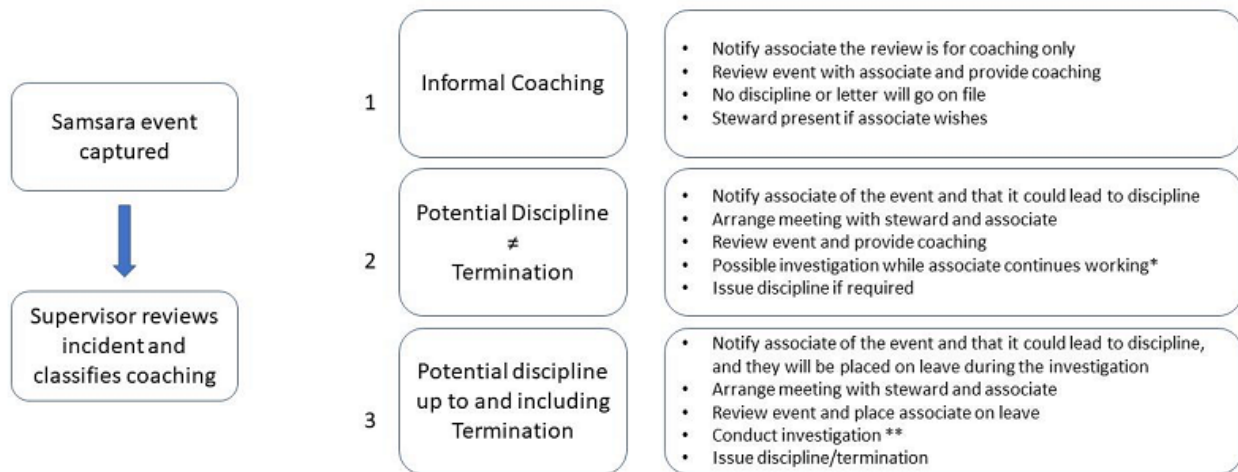 Samsara event
captured
Supervisor reviews
incident and
classifies coaching
1
Informal Coaching
• Notify associate the review is for coaching only
• Review event with associate and provide coaching
• No discipline or letter will go on file
• Steward present if associate wishes
2
Potential Discipline
≠
Termination
• Notify associate of the event and that it could lead to discipline
• Arrange meeting with steward and associate
• Review event and provide coaching
• Possible investigation while associate continues working*
• Issue discipline if required
3
Potential discipline
up to and including
Termination
• Notify associate of the event and that it could lead to discipline,
and they will be placed on leave during the investigation
• Arrange meeting with steward and associate
• Review event and place associate on leave
• Conduct investigation **
• Issue discipline/termination